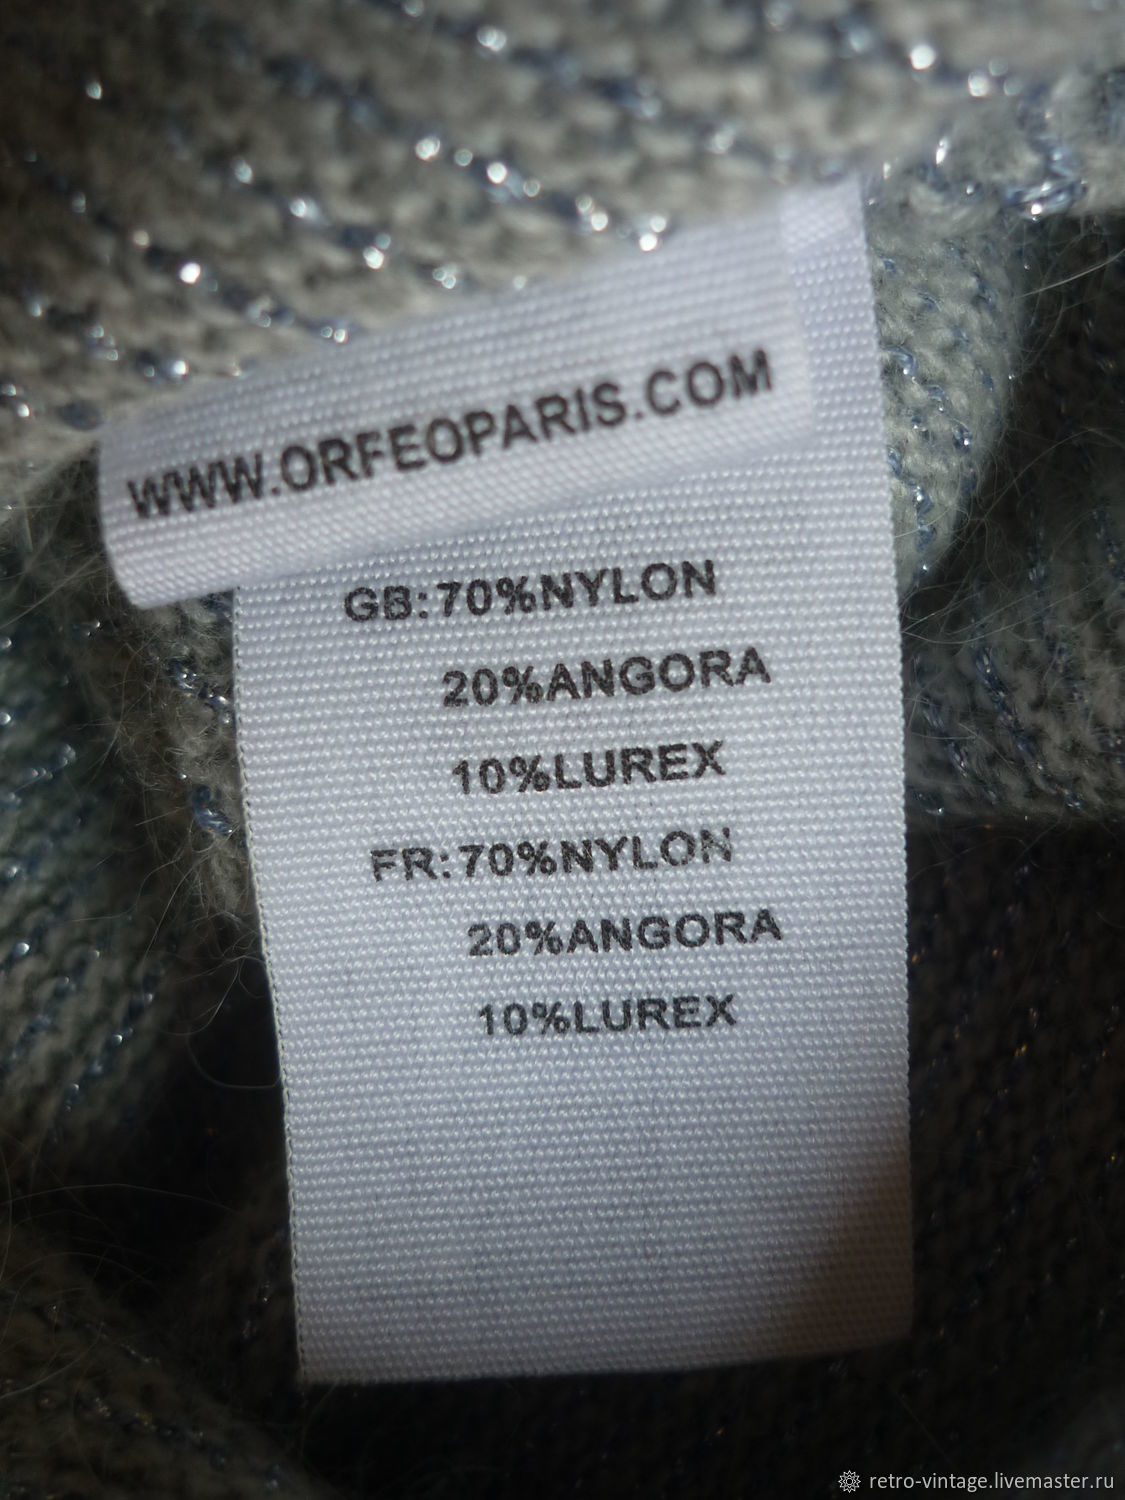 WWW.ORFEOPARIS.COM
GB:70%NYLON
20%ANGORA
10%LUREX
FR:70%NYLON
20%ANGORA
10%LUREX
retro-vintage.livemaster.ru